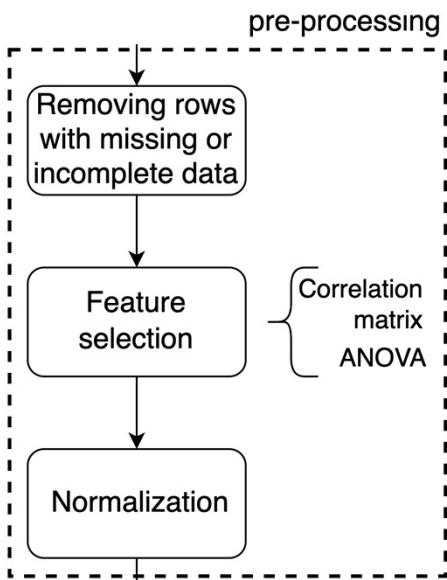 pre-processing
Removing rows
with missing or
incomplete data
Feature
selection
Correlation
matrix
ANOVA
Normalization